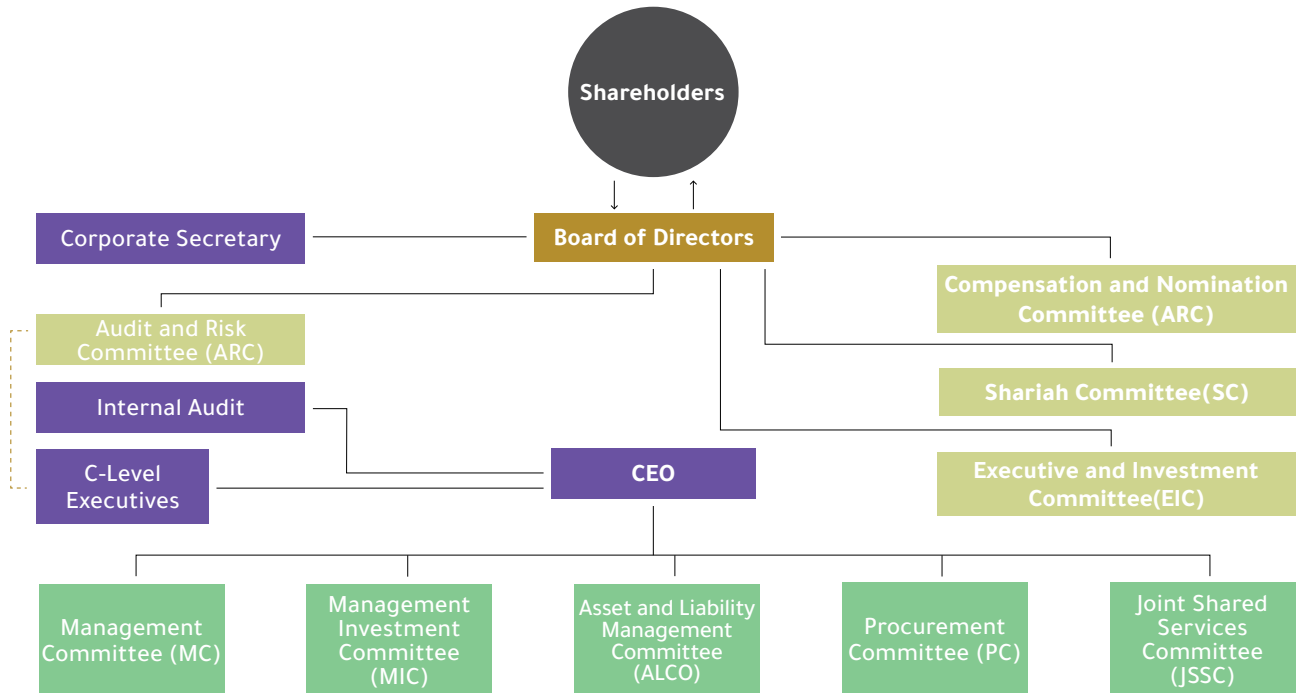 Shareholders
Corporate Secretary
Board of Directors
Compensation and Nomination
Committee (ARC)
Audit and Risk
Committee (ARC)
Shariah Committee(SC)
Internal Audit
C-Level
Executives
CEO
Executive and Investment
Committee(EIC)
Management
Committee (MC)
Management
Investment
Committee
(MIC)
Asset and Liability
Management
Committee
(ALCO)
Procurement
Committee (PC)
Joint Shared
Services
Committee
(JSSC)